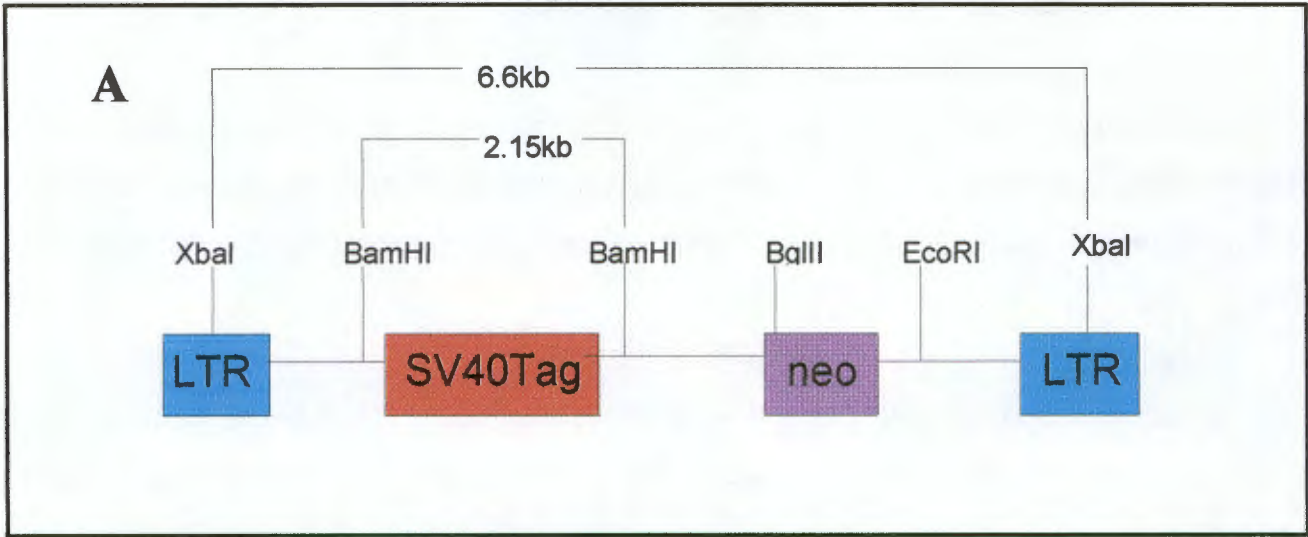 A
6.6kb
2.15kb
XbaI BamHI BamHI BglII EcoRI XbaI
LTR SV40Tag neo LTR